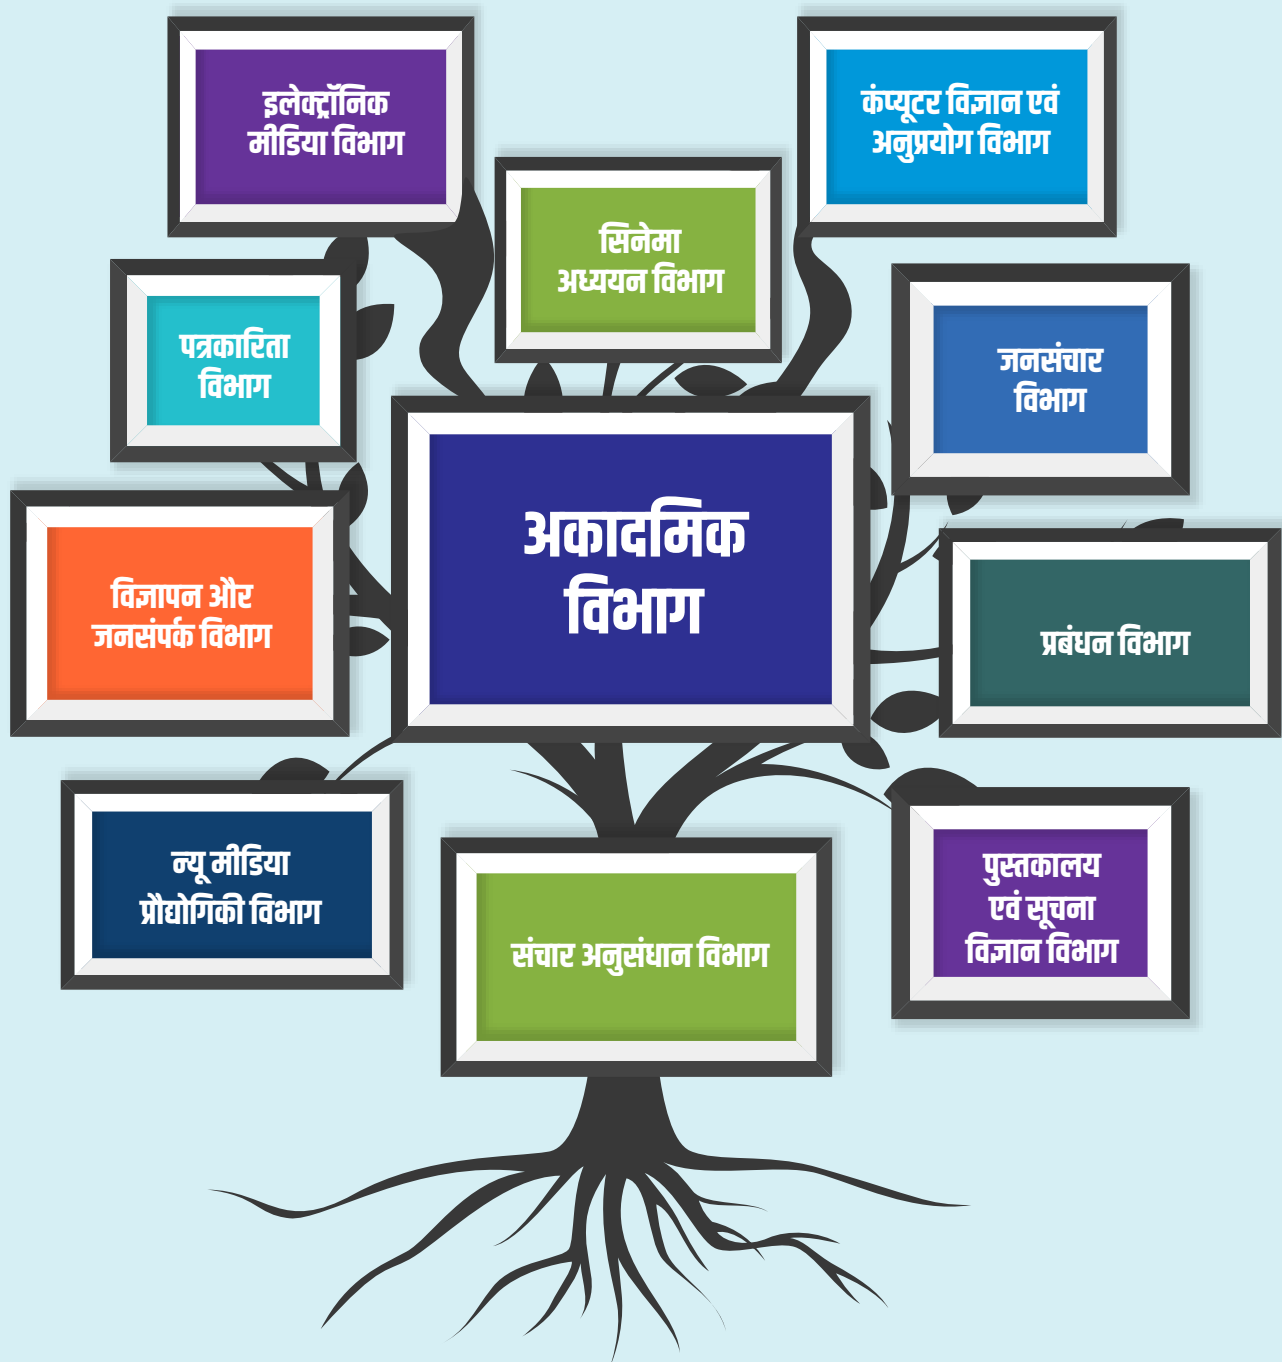 इलेक्ट्रॉनिक
मीडिया विभाग
कंप्यूटर विज्ञान एवं
अनुप्रयोग विभाग
सिनेमा
अध्ययन विभाग
पत्रकारिता
विभाग
जनसंचार
विभाग
अकादमिक
विभाग
विज्ञापन और
जनसंपर्क विभाग
प्रबंधन विभाग
न्यू मीडिया
प्रौद्योगिकी विभाग
संचार अनुसंधान विभाग
पुस्तकालय
एवं सूचना
विज्ञान विभाग